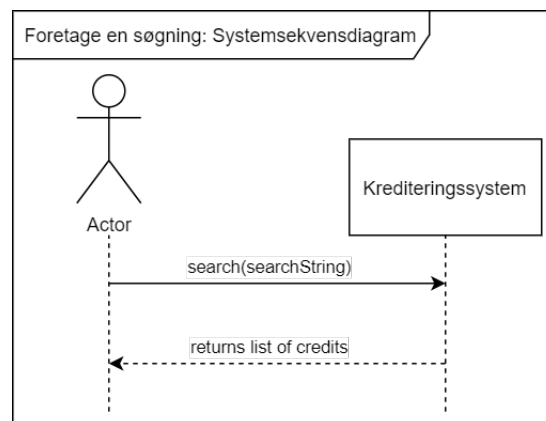 Foretage en søgning: Systemsekvensdiagram
Actor
Krediteringssystem
search(searchString)
returns list of credits